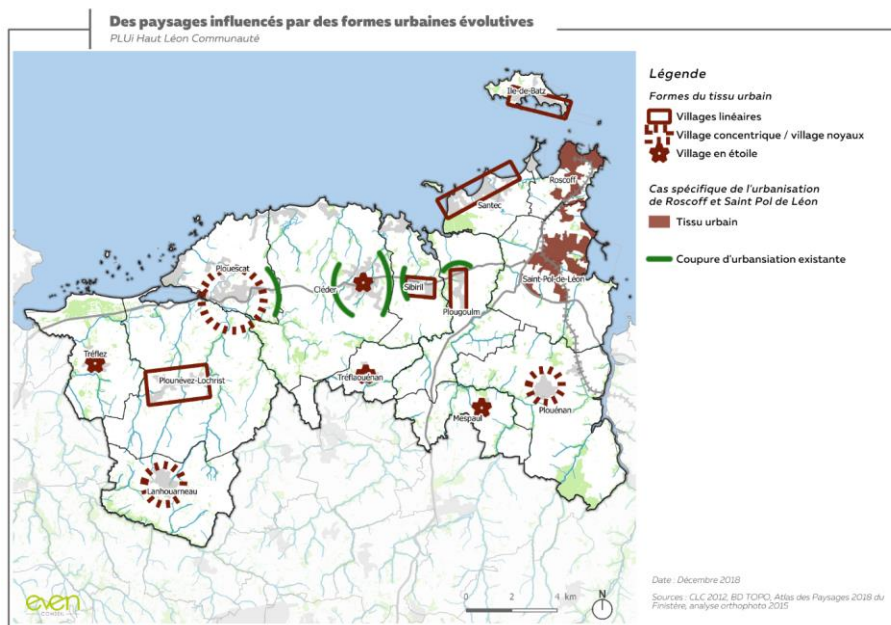 Des paysages influencés par des formes urbaines évolutives
PLUi Haut Léon Communauté
Légende
Formes du tissu urbain
Villages linéaires
Village concentrique / village noyaux
Village en étoile
Cas spécifique de l'urbanisation
de Roscoff et Saint Pol de Léon
Tissu urbain
Coupure d'urbansiation existante
Ile-de-Batz
Roscoff
Santec
Plouescat
Cléder
Sibiril
Plougoulm
Saint-Pol-de-Léon
Tréflez
Plounévez-Lochrist
Tréflaouénan
Mespaul
Plouénan
Lanhouarneau
even
CONSEIL
0 2 4 km
N
Date : Décembre 2018
Sources : CLC 2012, BD TOPO, Atlas des Paysages 2018 du
Finistère, analyse orthophoto 2015